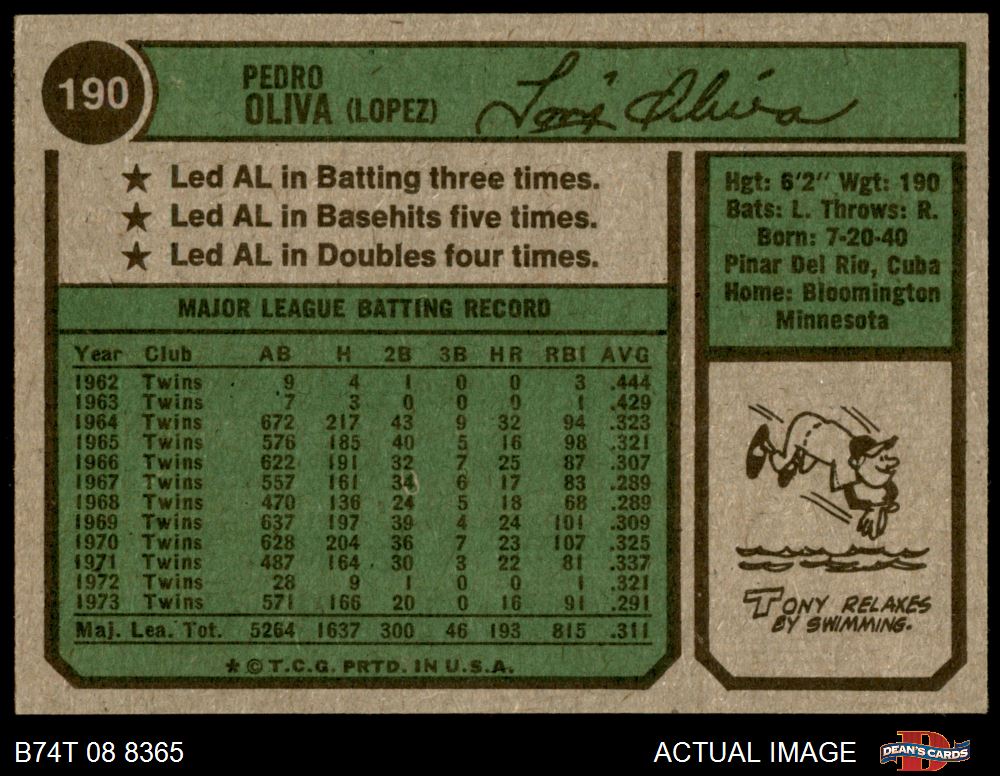 190
PEDRO
OLIVA (LOPEZ)
Toni Oliva
★ Led AL in Batting three times.
★ Led AL in Basehits five times.
★ Led AL in Doubles four times.
Hgt: 6'2" Wgt: 190
Bats: L. Throws: R.
Born: 7-20-40
Pinar Del Rio, Cuba
Home: Bloomington
Minnesota
MAJOR LEAGUE BATTING RECORD
Year Club AB H 2B 3B HR RBI AVG
1962 Twins 9 4 1 0 0 3 .444
1963 Twins 7 3 0 0 0 1 .429
1964 Twins 672 217 43 9 32 94 .323
1965 Twins 576 185 40 5 16 98 .321
1966 Twins 622 191 32 7 25 87 .307
1967 Twins 557 161 34 6 17 83 .289
1968 Twins 470 136 24 5 18 68 .289
1969 Twins 637 197 39 4 24 101 .309
1970 Twins 628 204 36 7 23 107 .325
1971 Twins 487 164 30 3 22 81 .337
1972 Twins 28 9 1 0 0 1 .321
1973 Twins 571 166 20 0 16 91 .291
Maj. Lea. Tot. 5264 1637 300 46 193 815 .311
* © T.C.G. PRTD. IN U.S.A.
TONY RELAXES
BY SWIMMING.
B74T 08 8365
ACTUAL IMAGE
D
DEAN'S CARDS